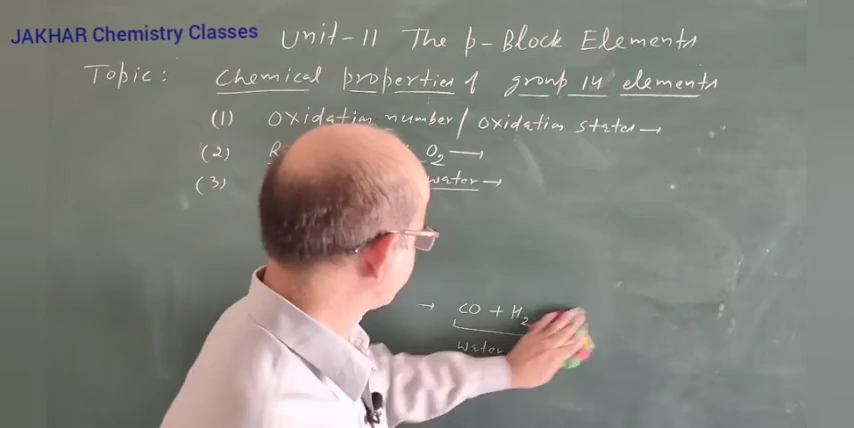 JAKHAR Chemistry Classes
Unit-11 The p-Block Elements
Topic: Chemical properties of group 14 elements
(1) Oxidation number/oxidation states→
(2) O2→
(3) water→
→ CO + H2
water